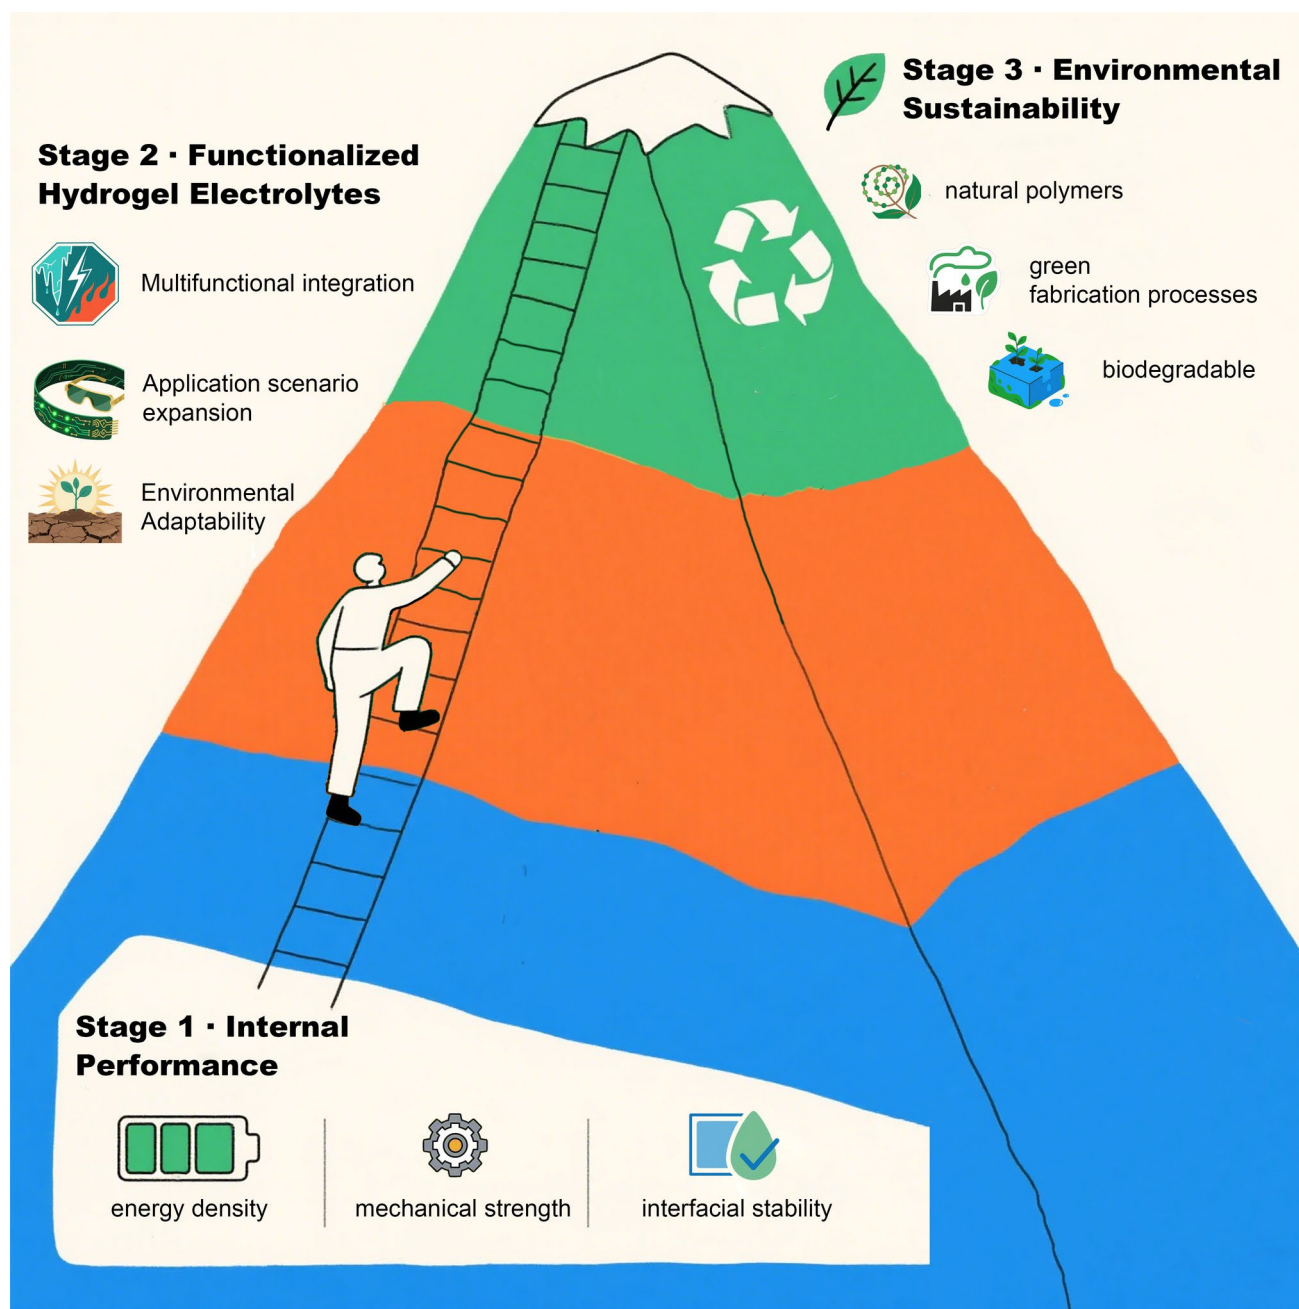 Stage 3 · Environmental
Sustainability
natural polymers
green
fabrication processes
biodegradable
Stage 2 · Functionalized
Hydrogel Electrolytes
Multifunctional integration
Application scenario
expansion
Environmental
Adaptability
Stage 1 · Internal
Performance
energy density
mechanical strength
interfacial stability